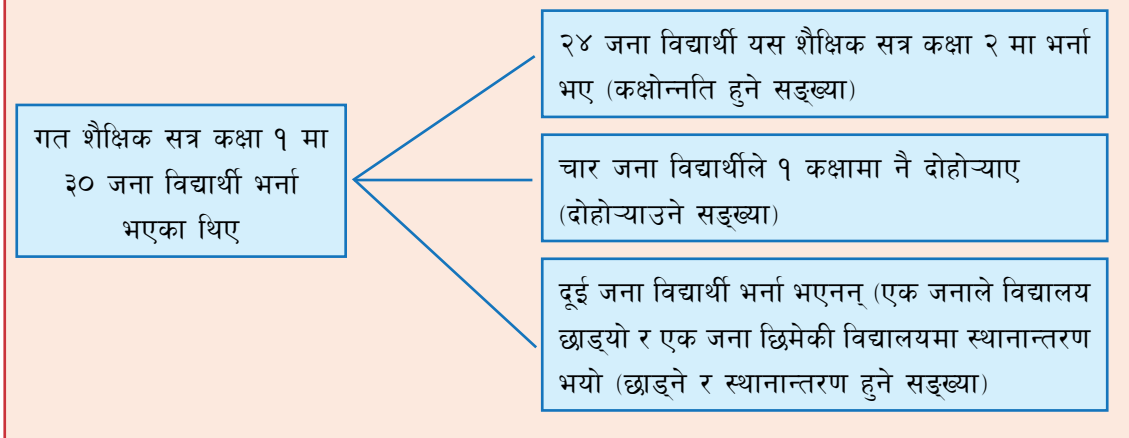 गत शैक्षिक सत्र कक्षा १ मा
३० जना विद्यार्थी भर्ना
भएका थिए
२४ जना विद्यार्थी यस शैक्षिक सत्र कक्षा २ मा भर्ना
भए (कक्षोन्नति हुने सङ्ख्या)
चार जना विद्यार्थीले १ कक्षामा नै दोहोऱ्याए
(दोहोऱ्याउने सङ्ख्या)
दूई जना विद्यार्थी भर्ना भएनन् (एक जनाले विद्यालय
छाड्यो र एक जना छिमेकी विद्यालयमा स्थानान्तरण
भयो (छाड्ने र स्थानान्तरण हुने सङ्ख्या)